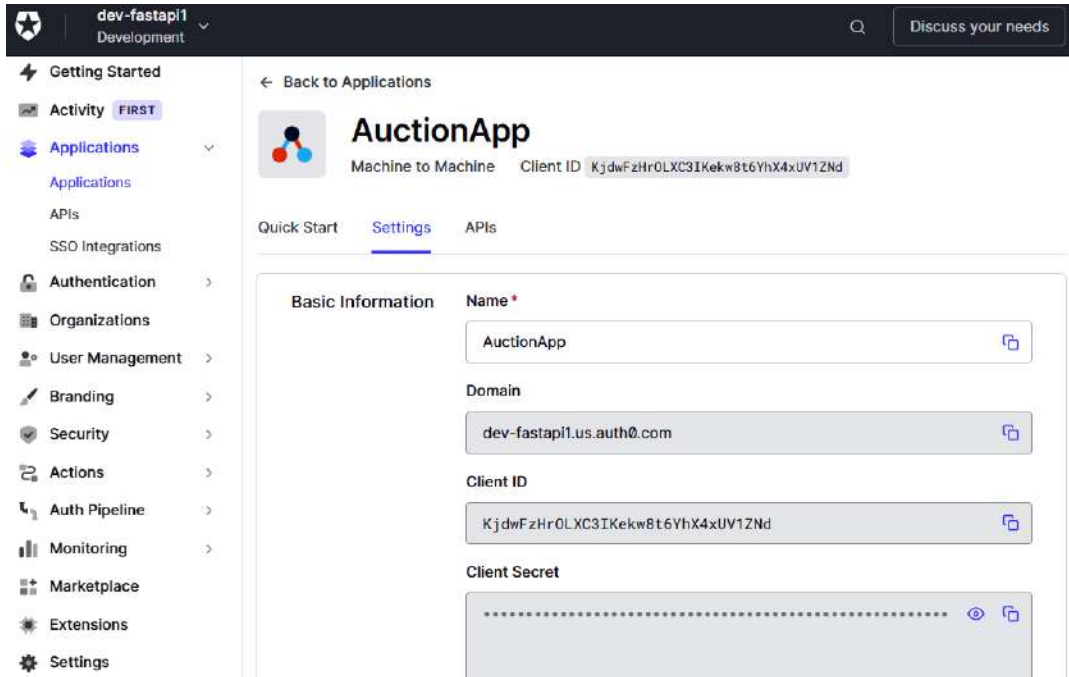 dev-fastapi1
Development
Discuss your needs
Getting Started
Activity FIRST
Applications
Applications
APIs
SSO Integrations
Authentication
Organizations
User Management
Branding
Security
Actions
Auth Pipeline
Monitoring
Marketplace
Extensions
Settings
← Back to Applications
AuctionApp
Machine to Machine Client ID KjdwFzHrOLXC3IKekw8t6YhX4xUV1ZNd
Quick Start Settings APIs
Basic Information
Name *
AuctionApp
Domain
dev-fastapi1.us.auth0.com
Client ID
KjdwFzHrOLXC3IKekw8t6YhX4xUV1ZNd
Client Secret